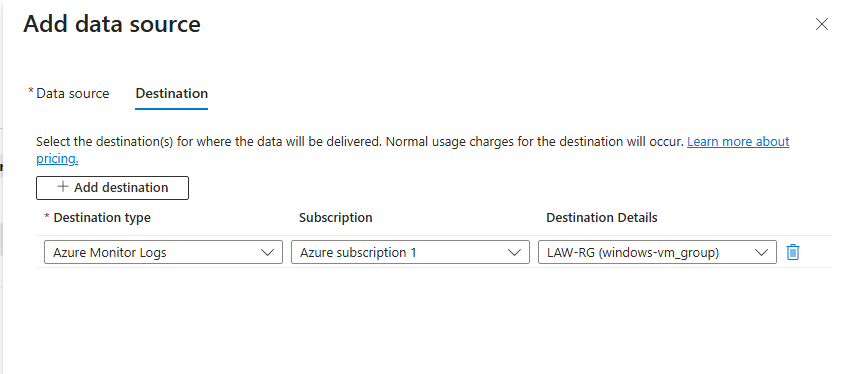 Add data source
* Data source Destination
Select the destination(s) for where the data will be delivered. Normal usage charges for the destination will occur. Learn more about
pricing.
+ Add destination
* Destination type Subscription Destination Details
Azure Monitor Logs Azure subscription 1 LAW-RG (windows-vm_group)